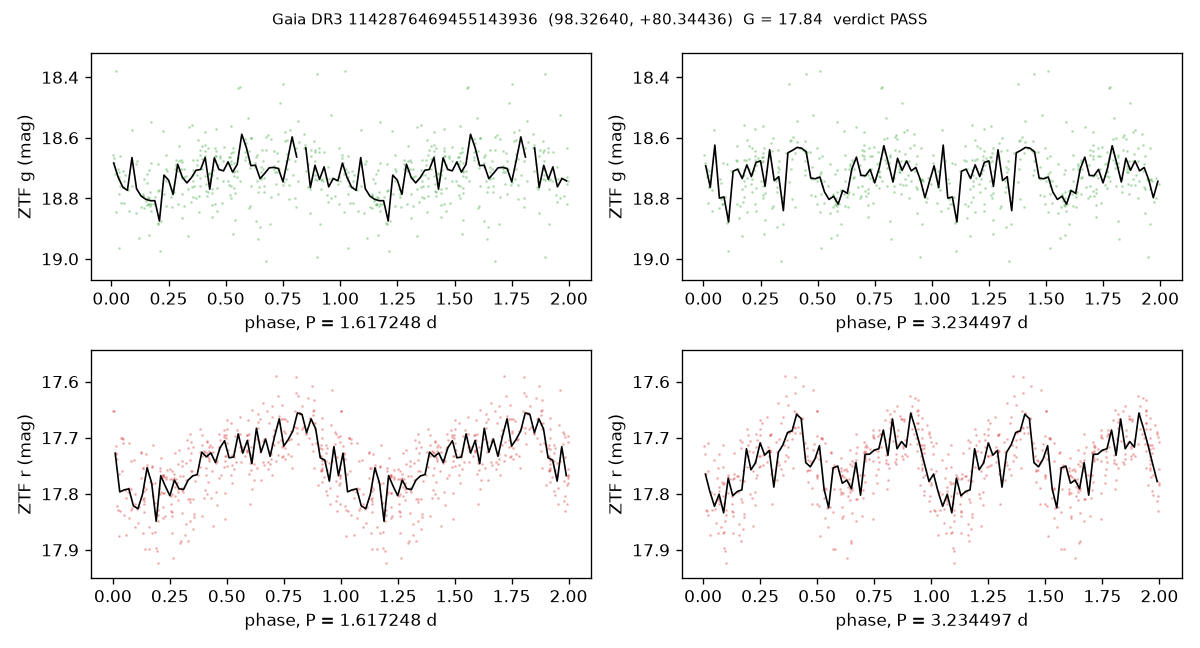 Gaia DR3 1142876469455143936 (98.32640, +80.34436) G = 17.84 verdict PASS
ZTF g (mag)
18.4
18.6
18.8
19.0
0.00 0.25 0.50 0.75 1.00 1.25 1.50 1.75 2.00
phase, P = 1.617248 d
ZTF g (mag)
18.4
18.6
18.8
19.0
0.00 0.25 0.50 0.75 1.00 1.25 1.50 1.75 2.00
phase, P = 3.234497 d
ZTF r (mag)
17.6
17.7
17.8
17.9
0.00 0.25 0.50 0.75 1.00 1.25 1.50 1.75 2.00
phase, P = 1.617248 d
ZTF r (mag)
17.6
17.7
17.8
17.9
0.00 0.25 0.50 0.75 1.00 1.25 1.50 1.75 2.00
phase, P = 3.234497 d